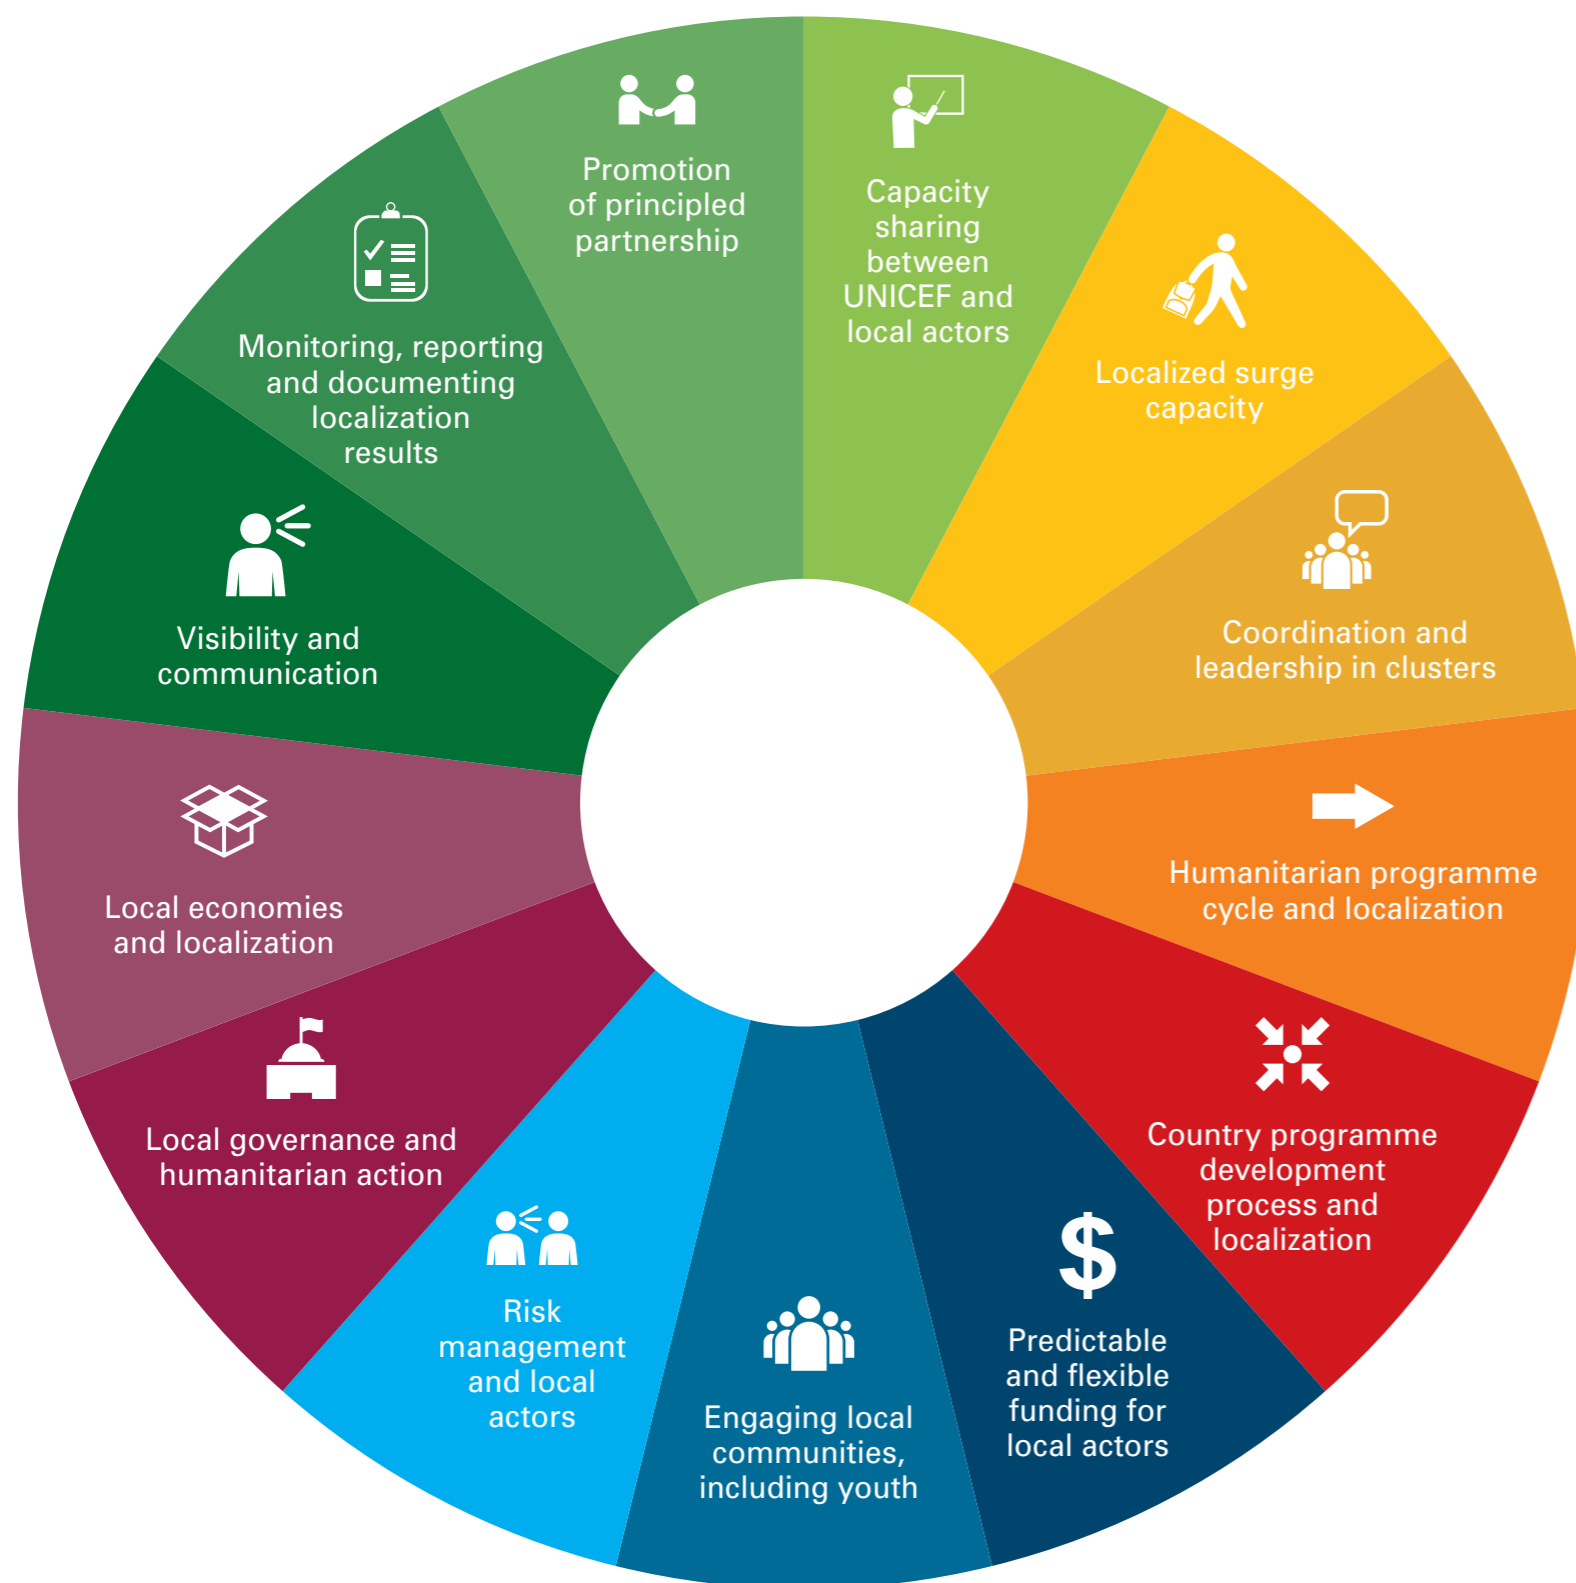 Promotion
of principled
partnership
Capacity
sharing
between
UNICEF and
local actors
Localized surge
capacity
Coordination and
leadership in clusters
Humanitarian programme
cycle and localization
Country programme
development
process and
localization
$
Predictable
and flexible
funding for
local actors
Engaging local
communities,
including youth
Risk
management
and local
actors
Local governance and
humanitarian action
Local economies
and localization
Visibility and
communication
Monitoring, reporting
and documenting
localization
results